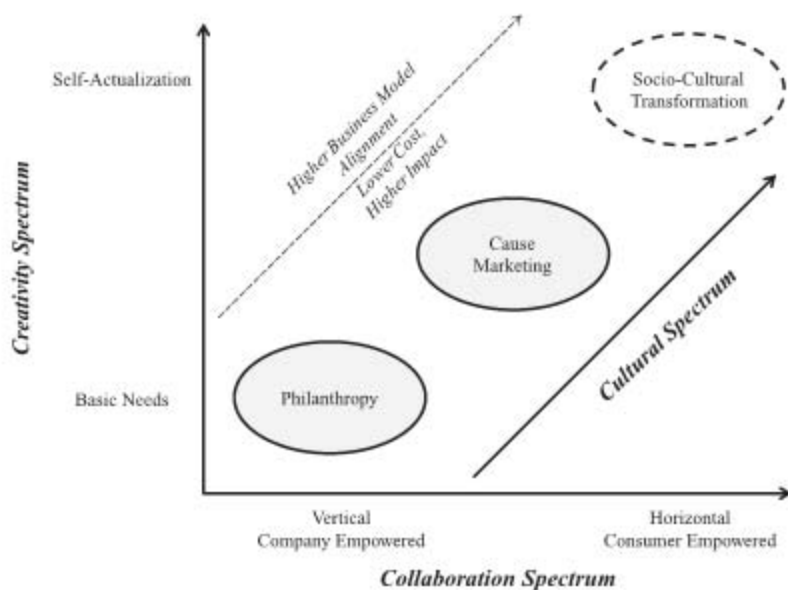 Self-Actualization
Socio-Cultural
Transformation
Higher Business Model
Alignment
Lower Cost,
Higher Impact
Cause
Marketing
Creativity Spectrum
Cultural Spectrum
Basic Needs
Philanthropy
Vertical
Company Empowered
Horizontal
Consumer Empowered
Collaboration Spectrum